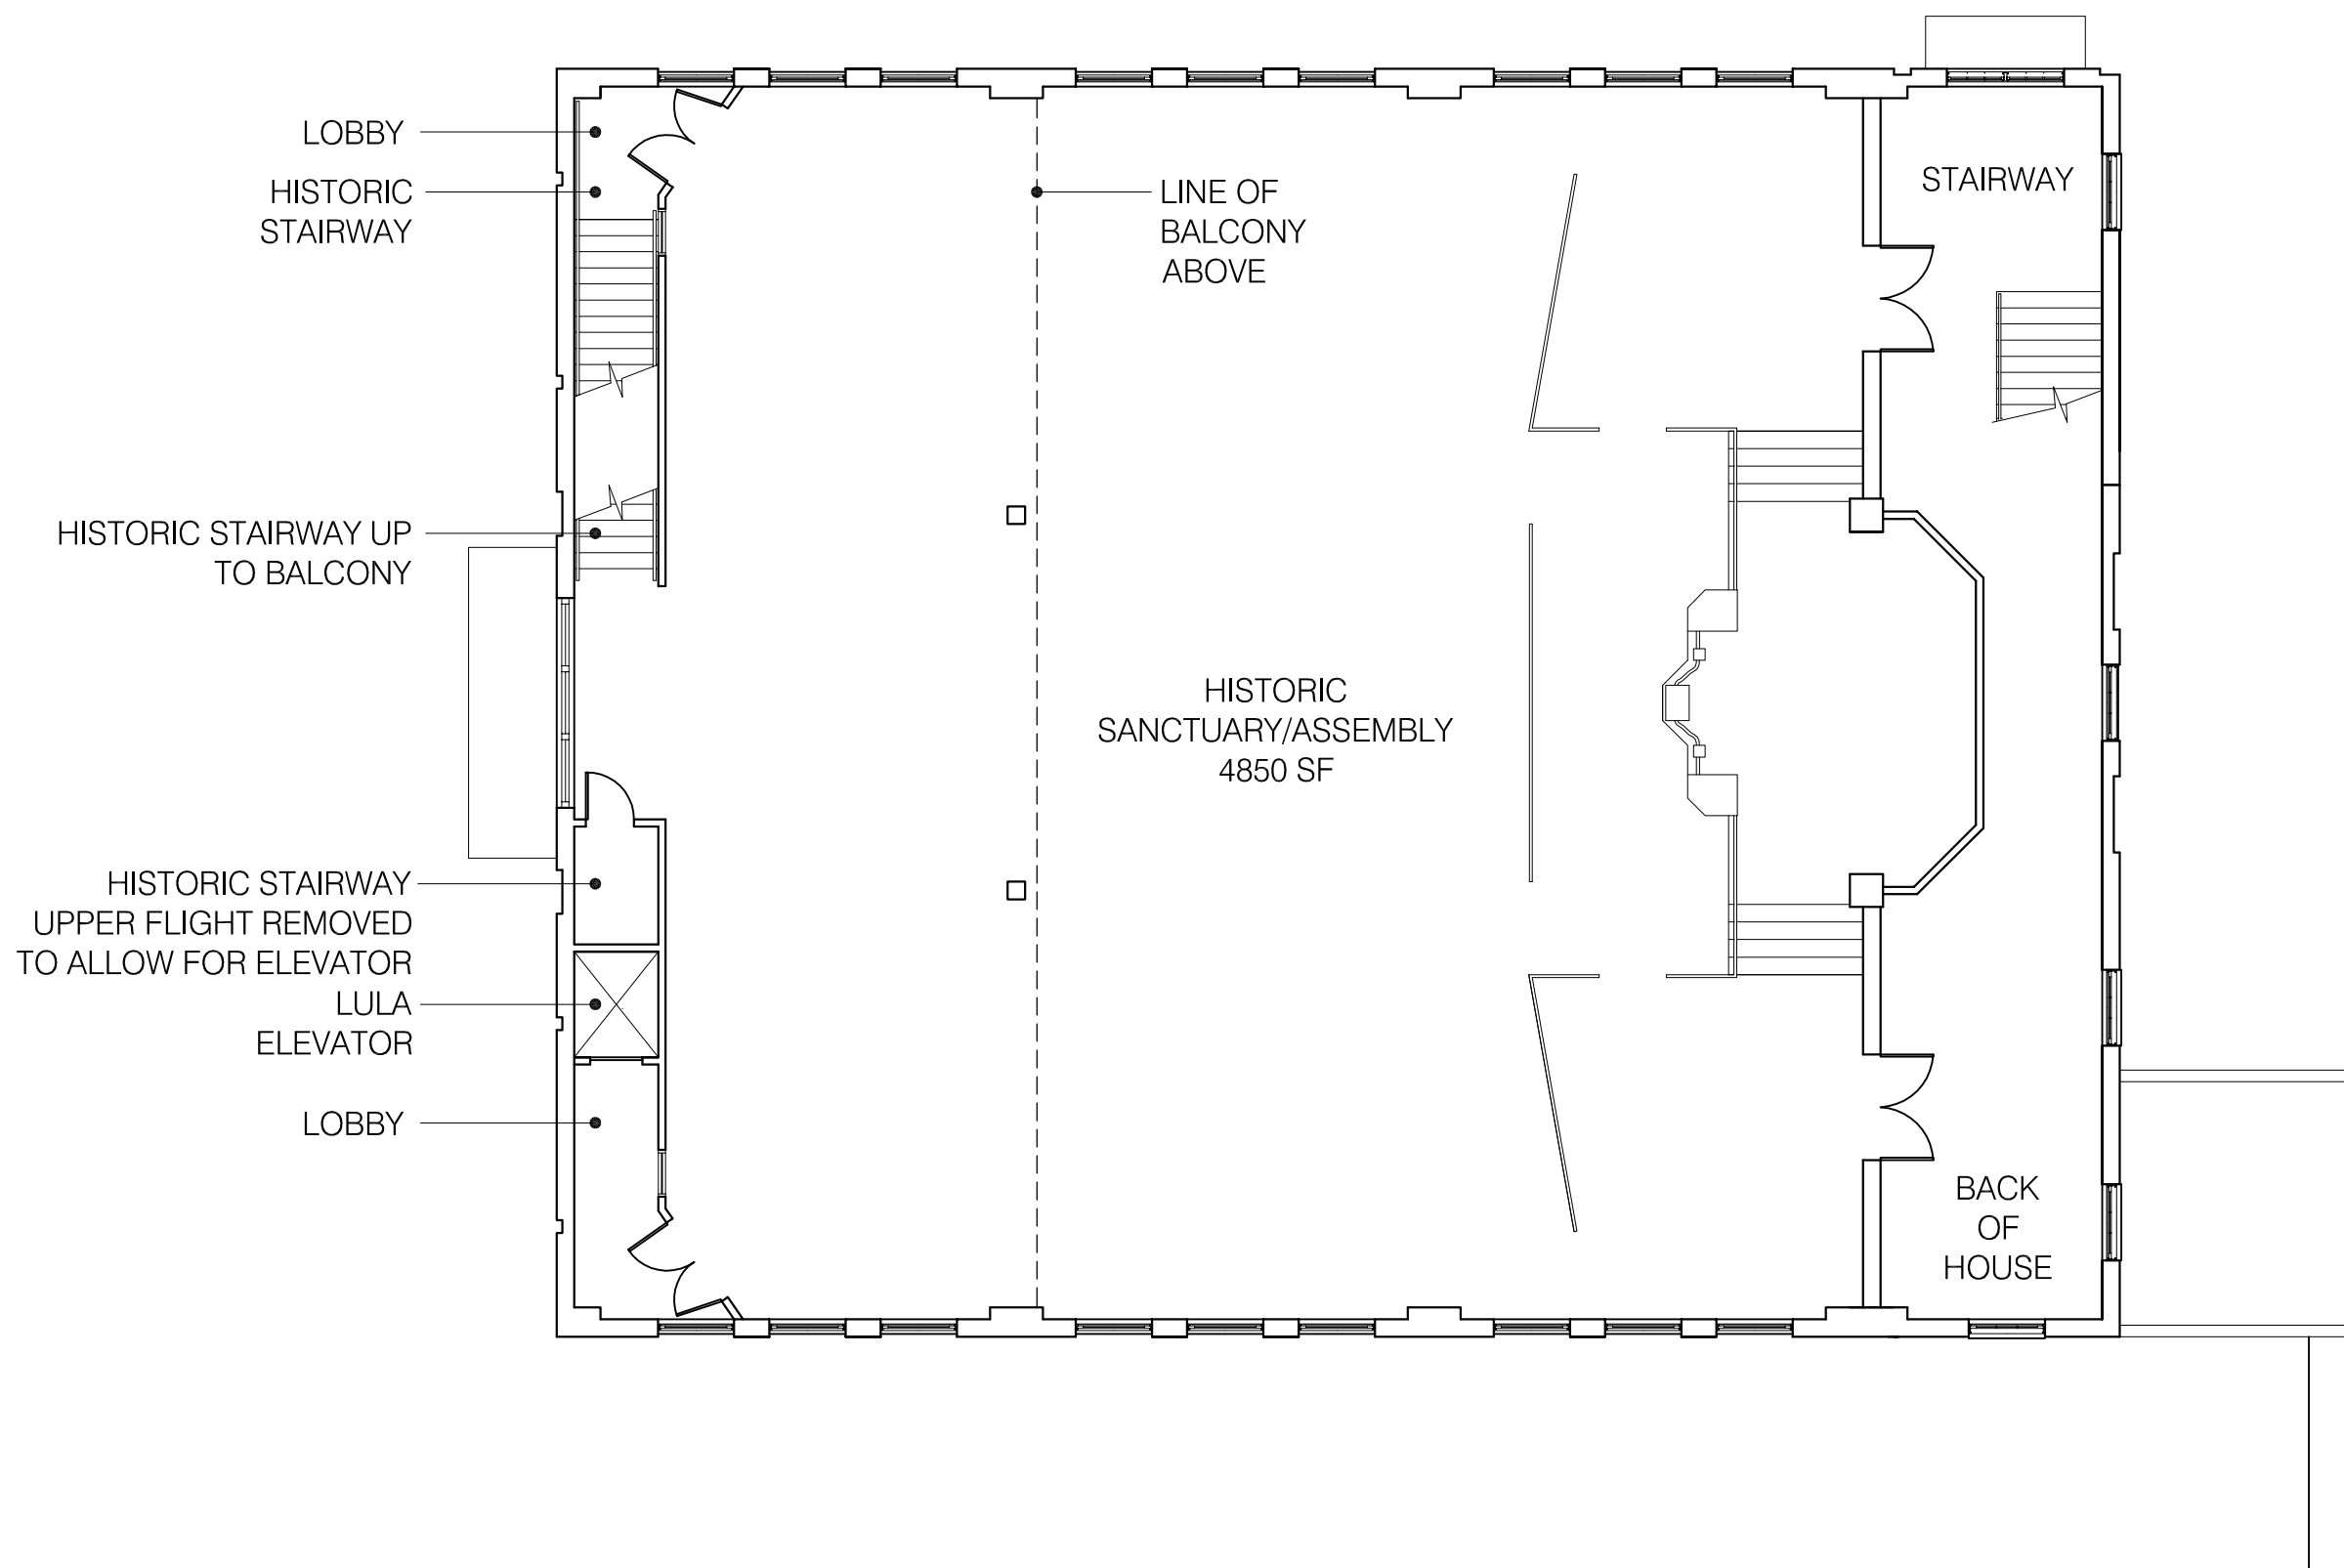 LOBBY
HISTORIC
STAIRWAY
HISTORIC STAIRWAY UP
TO BALCONY
HISTORIC STAIRWAY
UPPER FLIGHT REMOVED
TO ALLOW FOR ELEVATOR
LULA
ELEVATOR
LOBBY
LINE OF
BALCONY
ABOVE
HISTORIC
SANCTUARY/ASSEMBLY
4850 SF
STAIRWAY
BACK
OF
HOUSE